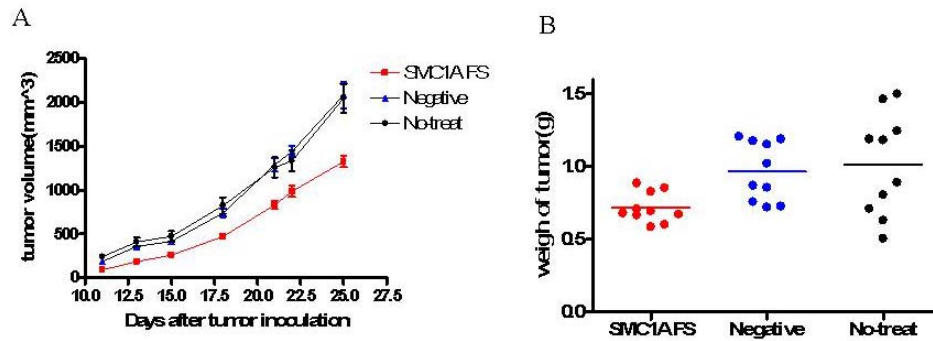 A
tumor volume(mm^3)
2500
2000
1500
1000
500
0
10.0 12.5 15.0 17.5 20.0 22.5 25.0 27.5
Days after tumor inoculation
SMC1AFS
Negative
No-treat
B
weigh of tumor(g)
1.5
1.0
0.5
0.0
SMC1AFS Negative No-treat